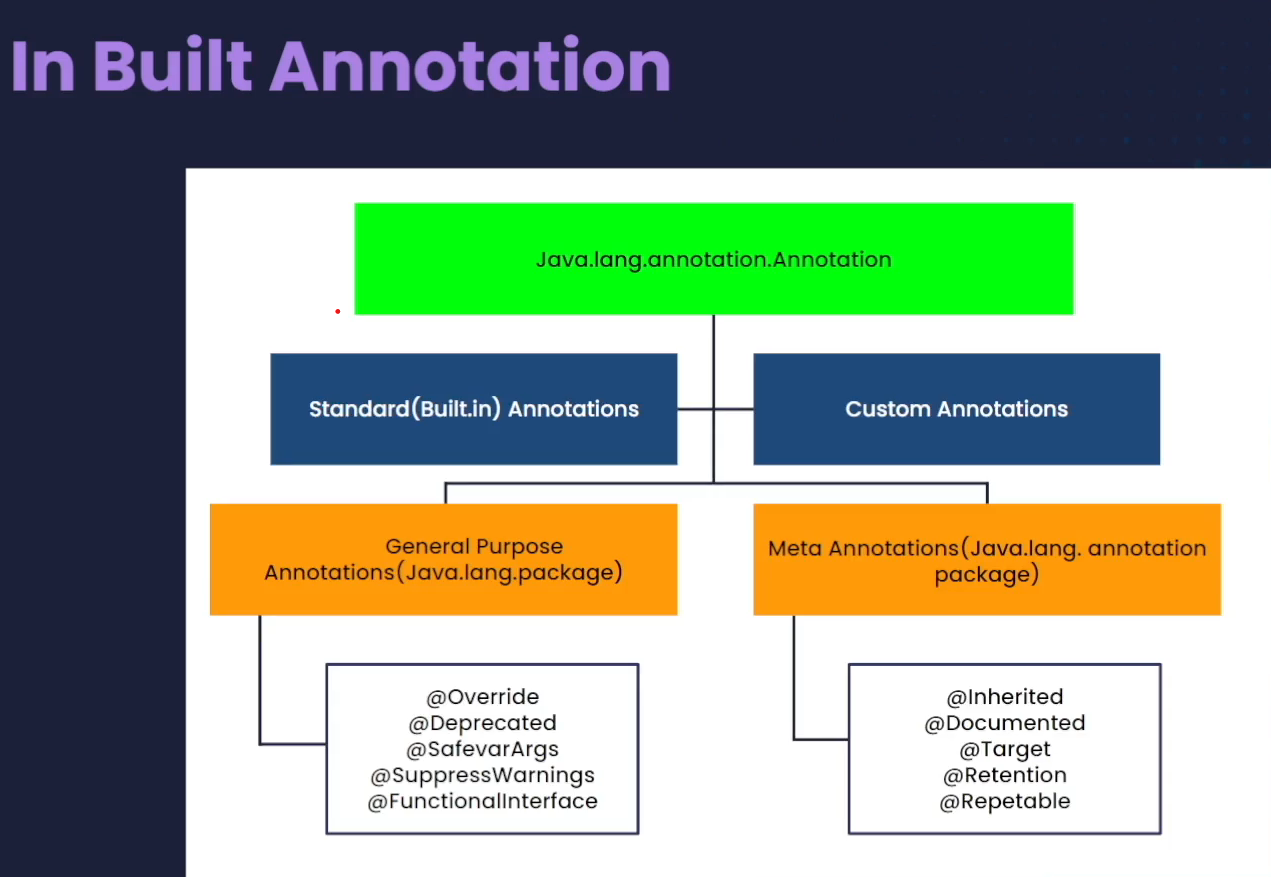 In Built Annotation
Java.lang.annotation.Annotation
Standard(Built.in) Annotations
Custom Annotations
General Purpose
Annotations(Java.lang.package)
Meta Annotations(Java.lang. annotation
package)
@Override
@Deprecated
@SafevarArgs
@SuppressWarnings
@FunctionalInterface
@Inherited
@Documented
@Target
@Retention
@Repetable